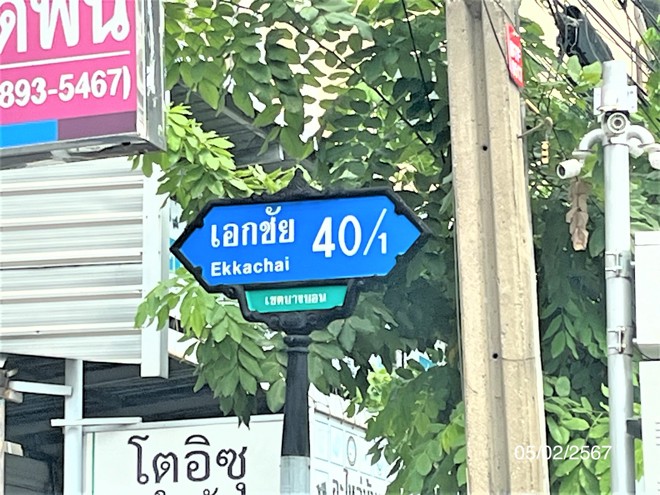 893-5467)
เอกชัย 40/1
Ekkachai
เขตบางบอน
โตอิซุ
05/02/2567